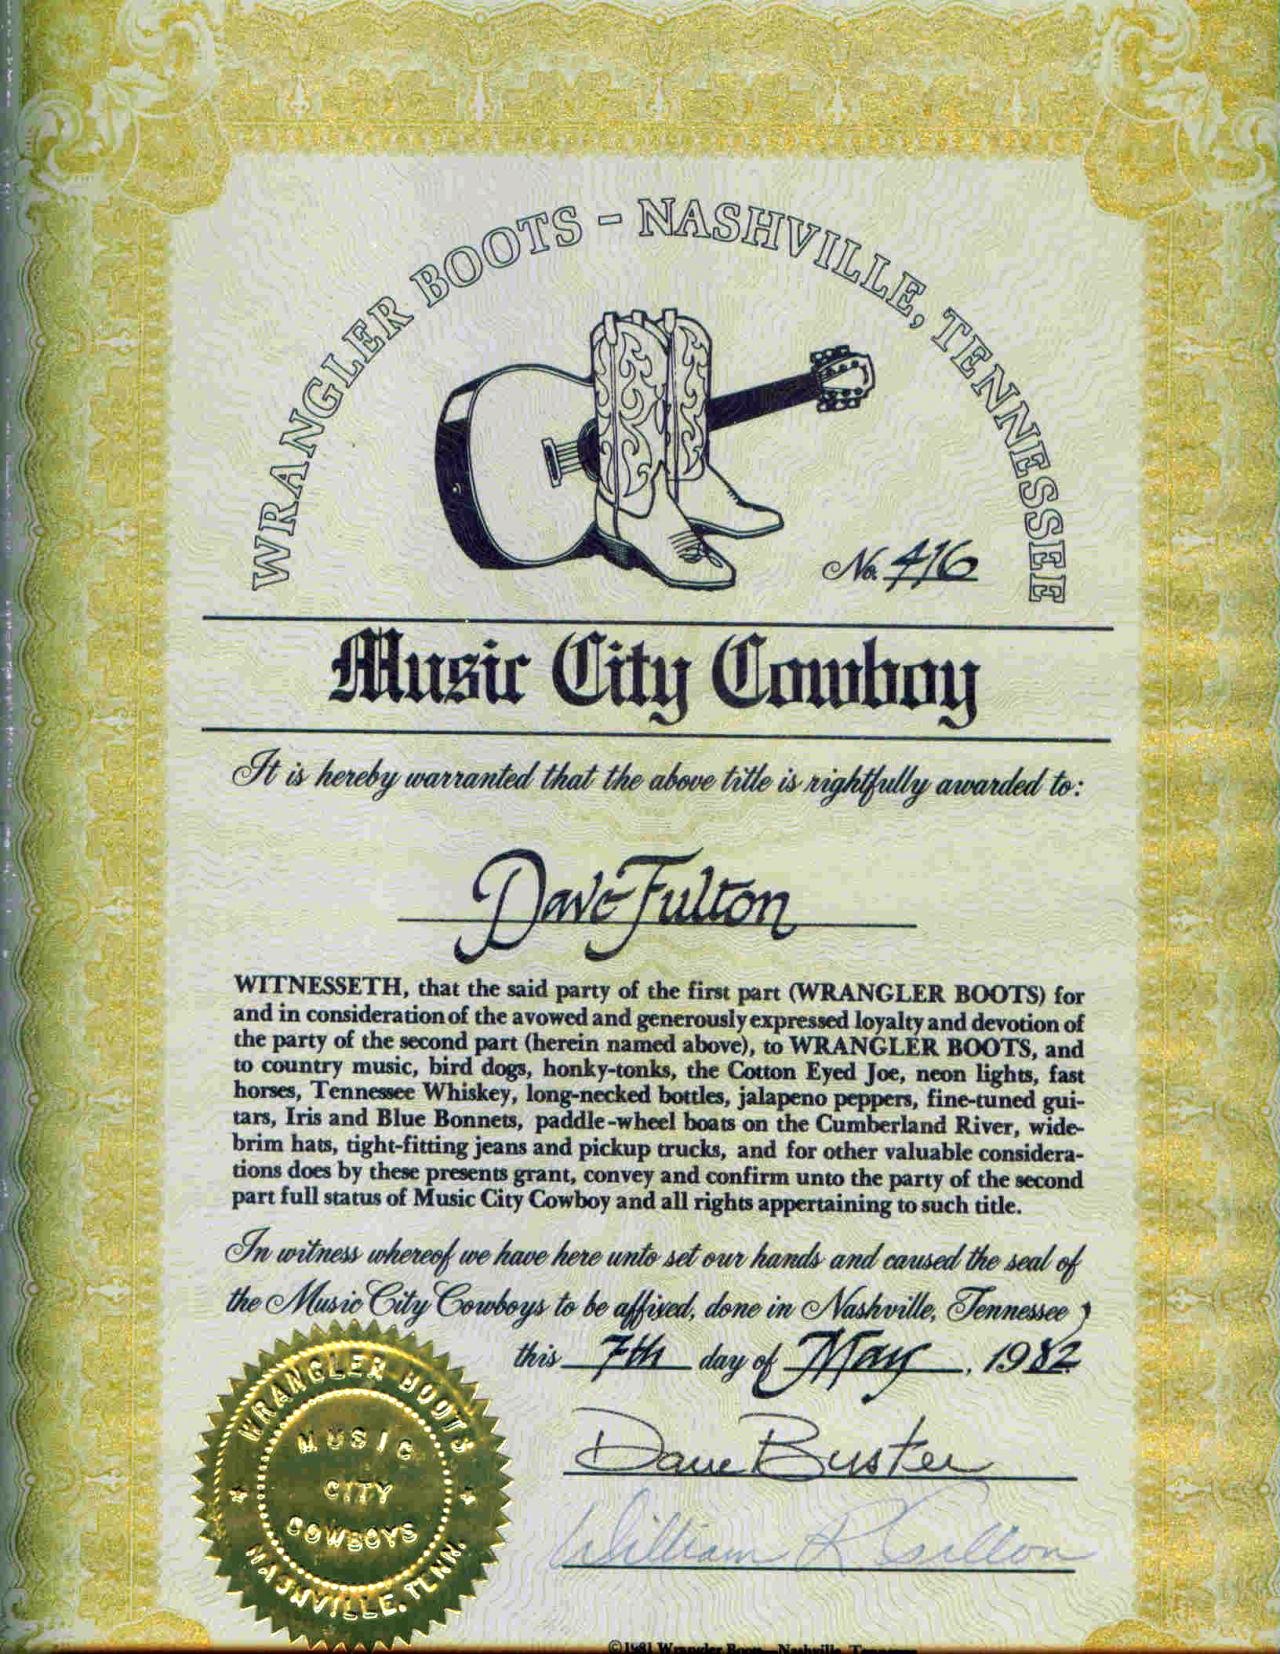 WRANGLER BOOTS - NASHVILLE, TENNESSEE
No. 416
Music City Cowboy
It is hereby warranted that the above title is rightfully awarded to:
Dave Fulton
WITNESSETH, that the said party of the first part (WRANGLER BOOTS) for
and in consideration of the avowed and generously expressed loyalty and devotion of
the party of the second part (herein named above), to WRANGLER BOOTS, and
to country music, bird dogs, honky-tonks, the Cotton Eyed Joe, neon lights, fast
horses, Tennessee Whiskey, long-necked bottles, jalapeno peppers, fine-tuned gui-
tars, Iris and Blue Bonnets, paddle-wheel boats on the Cumberland River, wide-
brim hats, tight-fitting jeans and pickup trucks, and for other valuable considera-
tions does by these presents grant, convey and confirm unto the party of the second
part full status of Music City Cowboy and all rights appertaining to such title.
In witness whereof we have here unto set our hands and caused the seal of
the Music City Cowboys to be affixed, done in Nashville, Tennessee,
this 7th day of May, 1982
Dave Buster
William R
WRANGLER BOOTS
MUSIC
CITY
COWBOYS
NASHVILLE, TENN.
©1981 Wrangler Boots Nashville, Tennessee